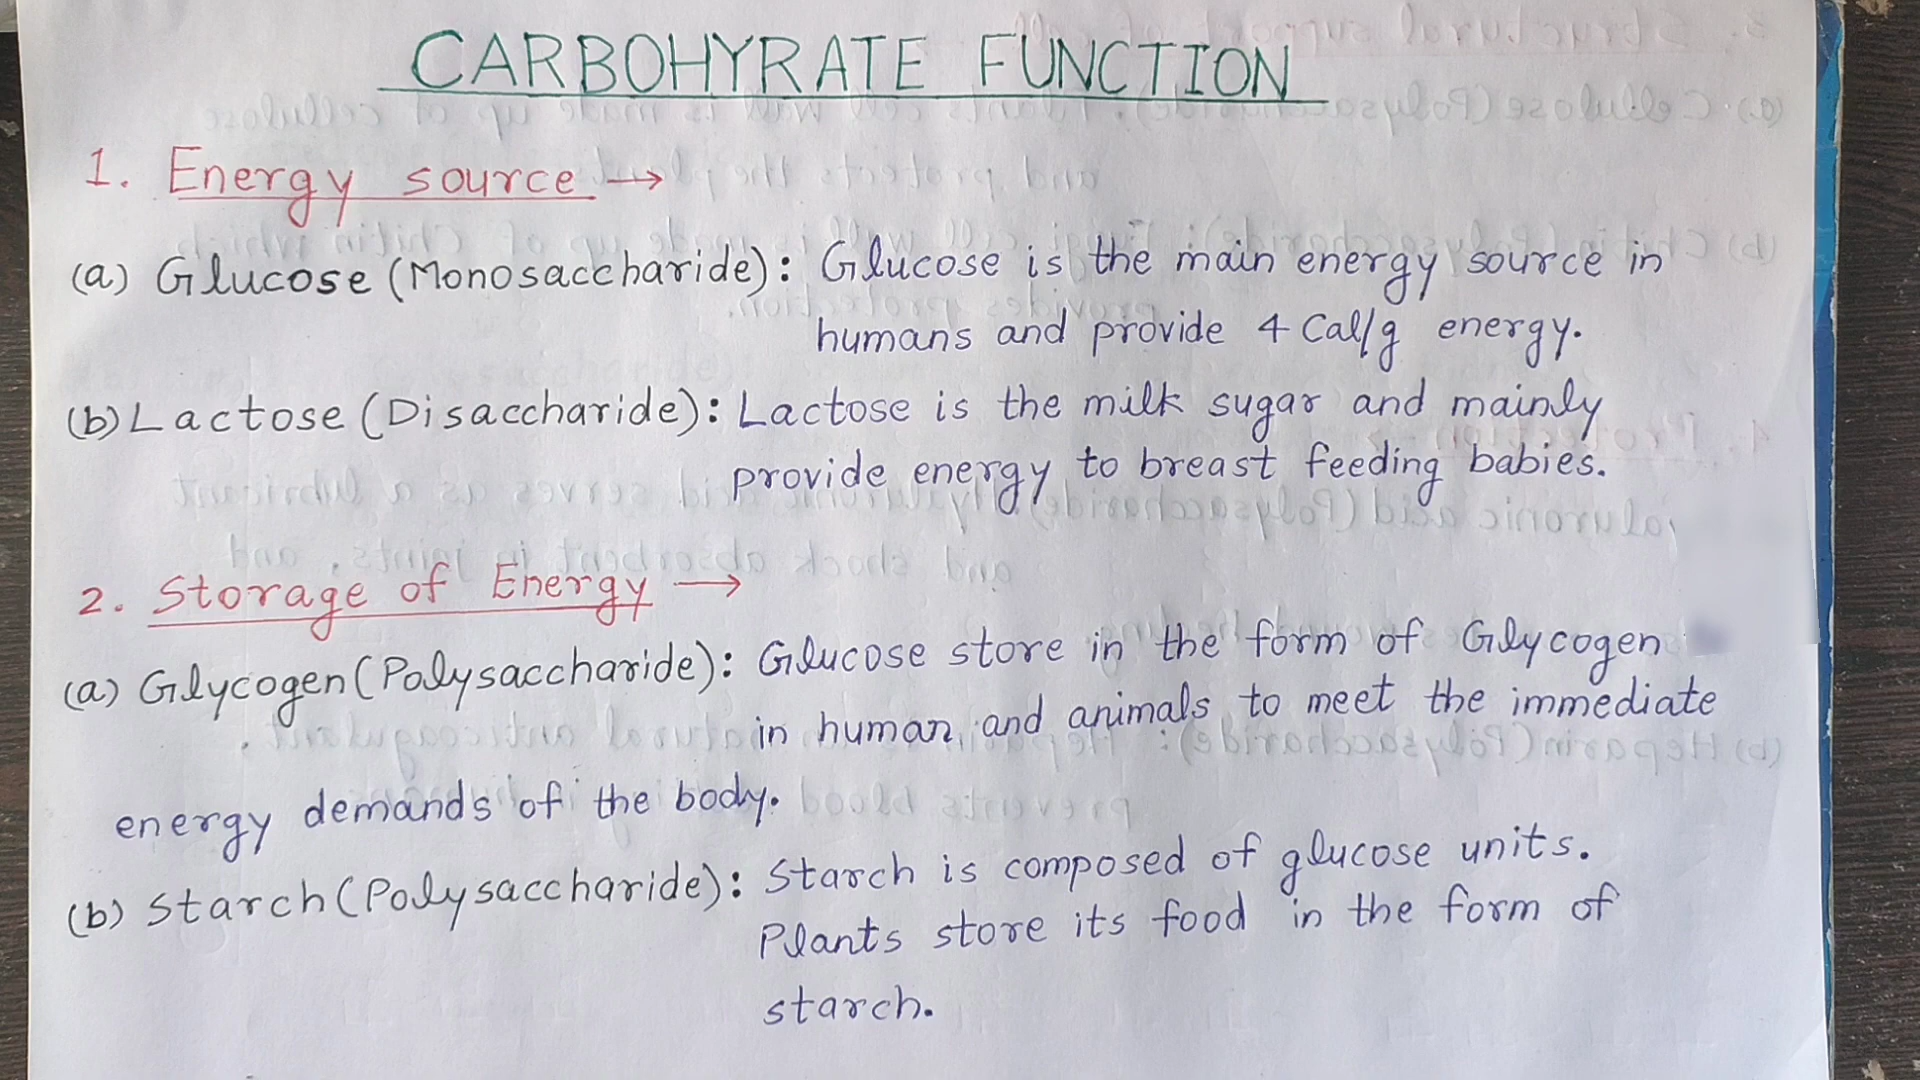 CARBOHYRATE FUNCTION
1. Energy source →
(a) Glucose (Monosaccharide): Glucose is the main energy source in
humans and provide 4 Cal/g energy.
(b) Lactose (Disaccharide): Lactose is the milk sugar and mainly
provide energy to breast feeding babies.
2. Storage of Energy →
(a) Glycogen (Polysaccharide): Glucose store in the form of Glycogen
in human and animals to meet the immediate
energy demands of the body.
(b) Starch (Polysaccharide): Starch is composed of glucose units.
Plants store its food in the form of
starch.